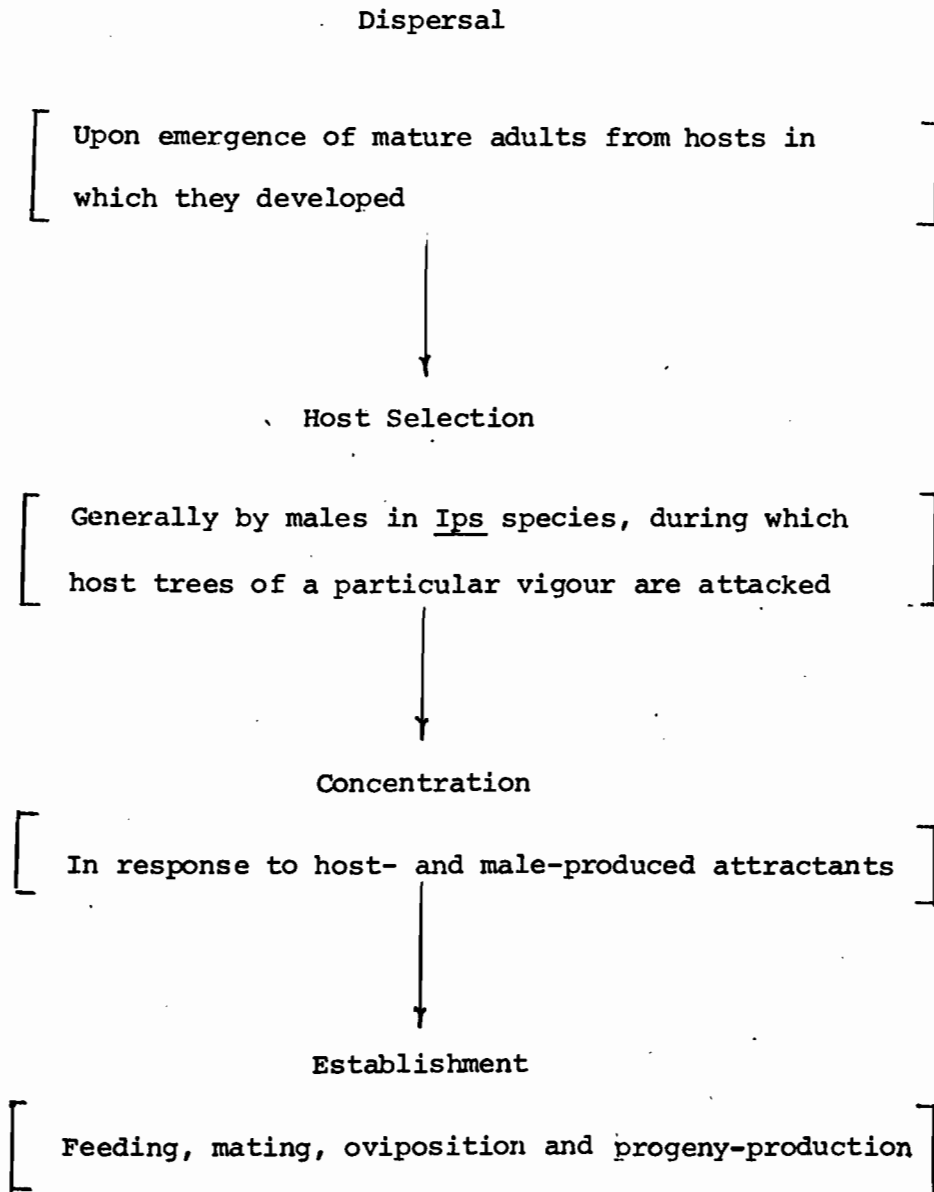 Dispersal
Upon emergence of mature adults from hosts in
which they developed
Host Selection
Generally by males in Ips species, during which
host trees of a particular vigour are attacked
Concentration
In response to host- and male-produced attractants
Establishment
Feeding, mating, oviposition and progeny-production